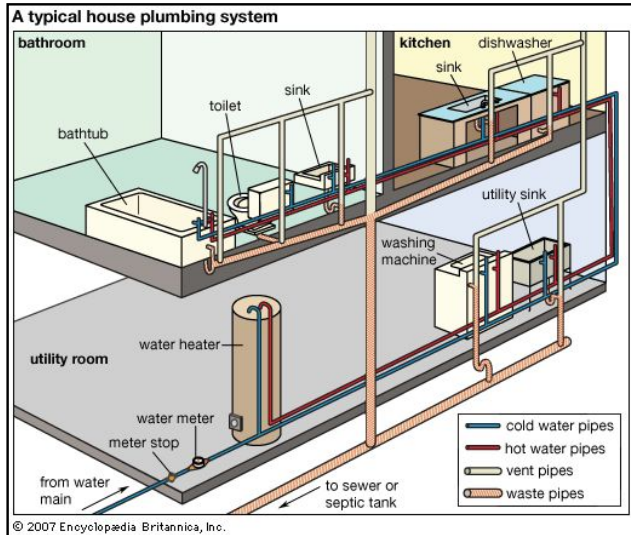 A typical house plumbing system
bathroom
kitchen
dishwasher
sink
sink
toilet
bathtub
utility sink
washing
machine
water heater
utility room
water meter
meter stop
from water
main
to sewer or
septic tank
cold water pipes
hot water pipes
vent pipes
waste pipes
© 2007 Encyclopædia Britannica, Inc.